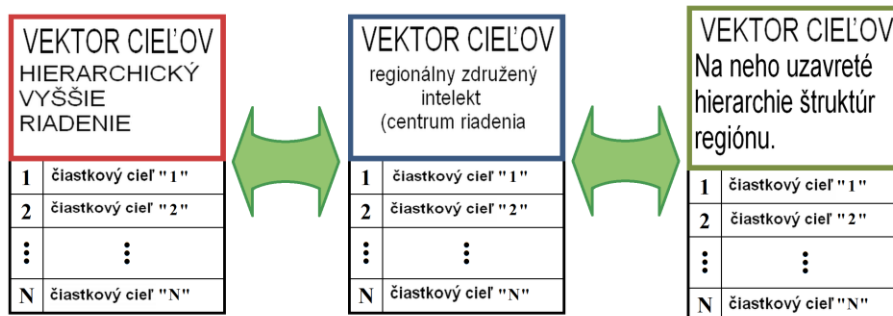 VEKTOR CIEĽOV
HIERARCHICKÝ
VYŠŠIE
RIADENIE
1 čiastkový cieľ "1"
2 čiastkový cieľ "2"
⋮ ⋮
N čiastkový cieľ "N"
VEKTOR CIEĽOV
regionálny združený
intelekt
(centrum riadenia
1 čiastkový cieľ "1"
2 čiastkový cieľ "2"
⋮ ⋮
N čiastkový cieľ "N"
VEKTOR CIEĽOV
Na neho uzavreté
hierarchie štruktúr
regiónu.
1 čiastkový cieľ "1"
2 čiastkový cieľ "2"
⋮ ⋮
N čiastkový cieľ "N"